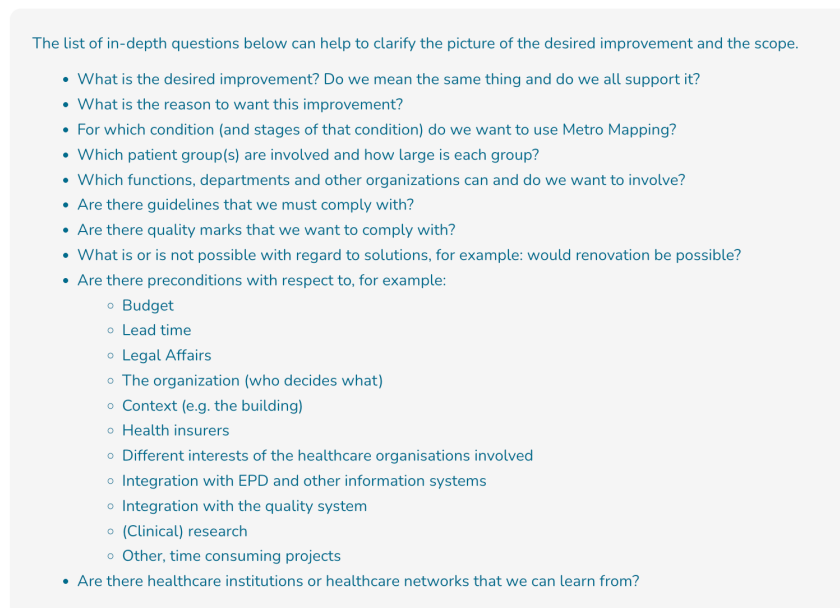 The list of in-depth questions below can help to clarify the picture of the desired improvement and the scope.
• What is the desired improvement? Do we mean the same thing and do we all support it?
• What is the reason to want this improvement?
• For which condition (and stages of that condition) do we want to use Metro Mapping?
• Which patient group(s) are involved and how large is each group?
• Which functions, departments and other organizations can and do we want to involve?
• Are there guidelines that we must comply with?
• Are there quality marks that we want to comply with?
• What is or is not possible with regard to solutions, for example: would renovation be possible?
• Are there preconditions with respect to, for example:
◦ Budget
◦ Lead time
◦ Legal Affairs
◦ The organization (who decides what)
◦ Context (e.g. the building)
◦ Health insurers
◦ Different interests of the healthcare organisations involved
◦ Integration with EPD and other information systems
◦ Integration with the quality system
◦ (Clinical) research
◦ Other, time consuming projects
• Are there healthcare institutions or healthcare networks that we can learn from?